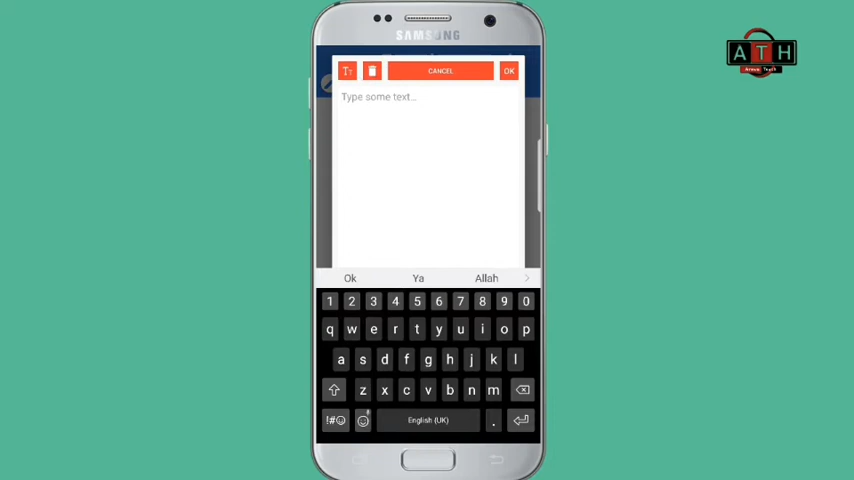 SAMSUNG
ATH
Tт CANCEL OK
Type some text...
Ok Ya Allah
1 2 3 4 5 6 7 8 9 0
q w e r t y u i o p
a s d f g h j k l
z x c v b n m
!#☺ English (UK) .